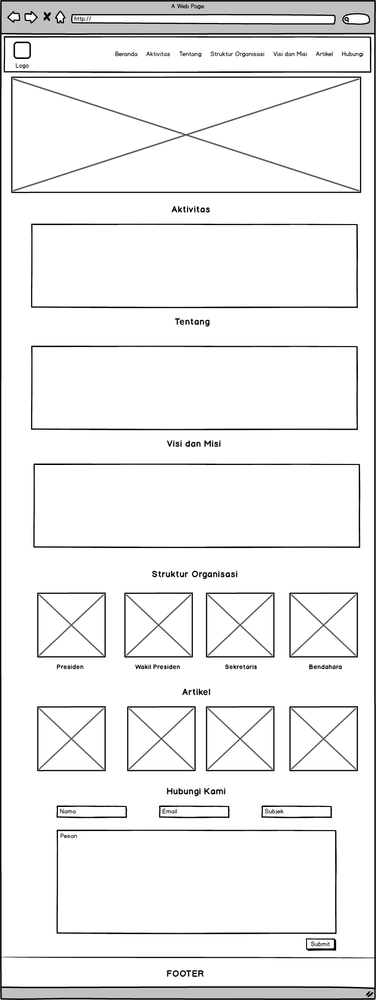 A Web Page
http://
Logo
Beranda Aktivitas Tentang Struktur Organisasi Visi dan Misi Artikel Hubungi
Aktivitas
Tentang
Visi dan Misi
Struktur Organisasi
Presiden Wakil Presiden Sekretaris Bendahara
Artikel
Hubungi Kami
Nama Email Subjek
Pesan
Submit
FOOTER